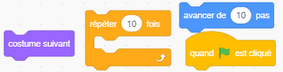 costume suivant
répéter 10 fois
avancer de 10 pas
quand est cliqué